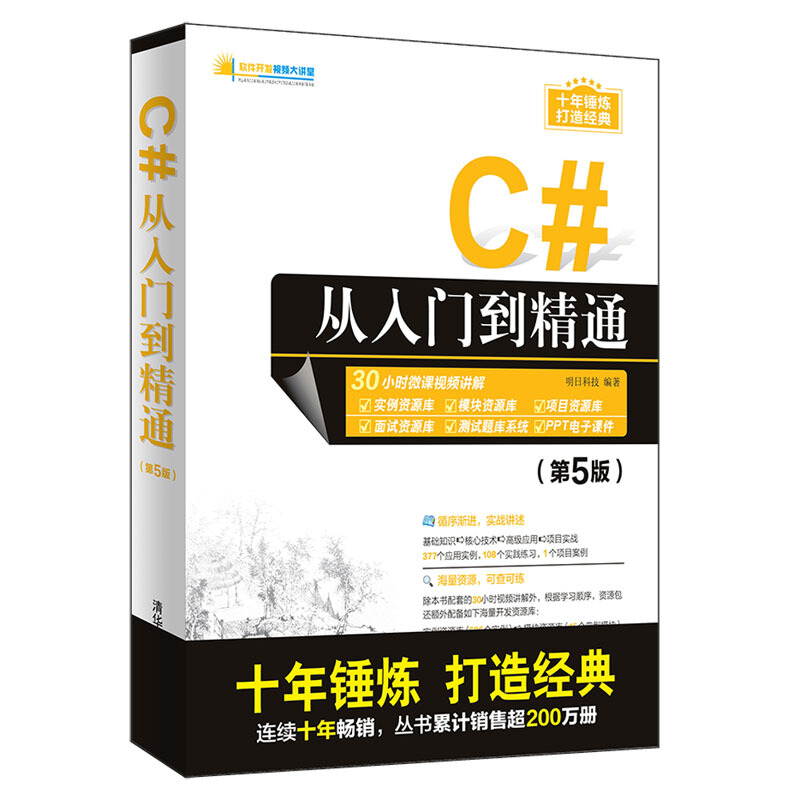 软件开发视频大讲堂
十年锤炼
打造经典
C#
从入门到精通
30小时微课视频讲解
明日科技 编著
实例资源库 模块资源库 项目资源库
面试资源库 测试题库系统 PPT电子课件
(第5版)
循序渐进,实战讲述
基础知识 核心技术 高级应用 项目实战
377个应用实例,108个实践练习,1个项目案例
海量资源,可查可练
除本书配套的30小时视频讲解外,根据学习顺序,资源包
还额外配备如下海量开发资源库:
十年锤炼 打造经典
连续十年畅销,丛书累计销售超200万册
C#从入门到精通
(第5版)
清华